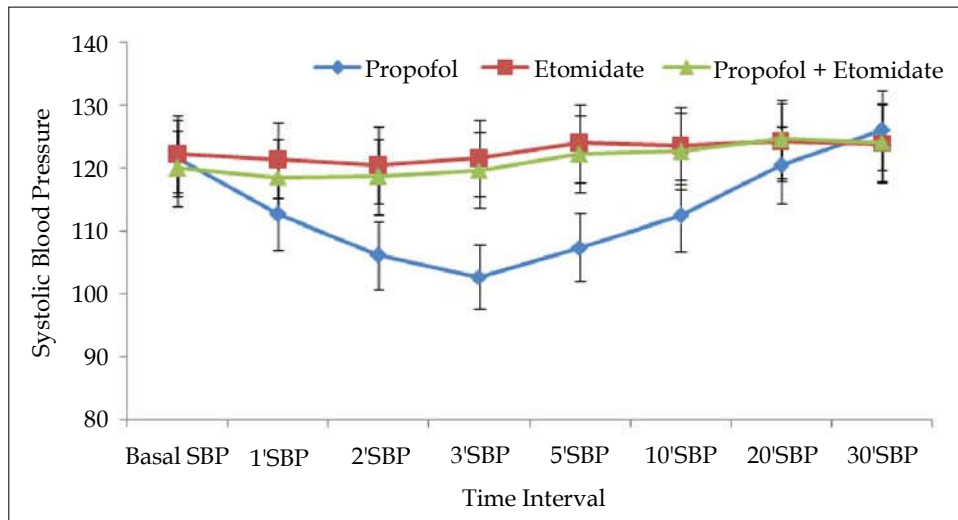 140
Propofol Etomidate Propofol + Etomidate
130
120
110
100
90
80
Systolic Blood Pressure
Basal SBP 1'SBP 2'SBP 3'SBP 5'SBP 10'SBP 20'SBP 30'SBP
Time Interval